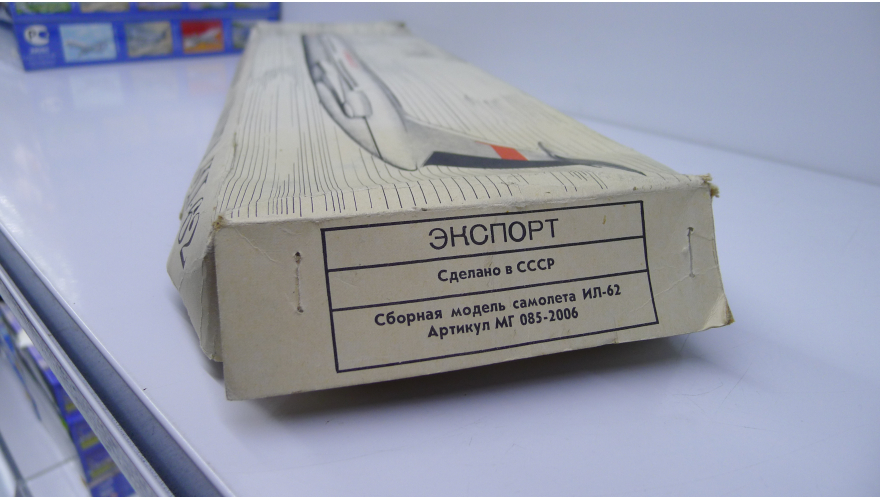 ЭКСПОРТ
Сделано в СССР
Сборная модель самолета ИЛ-62
Артикул МГ 085-2006